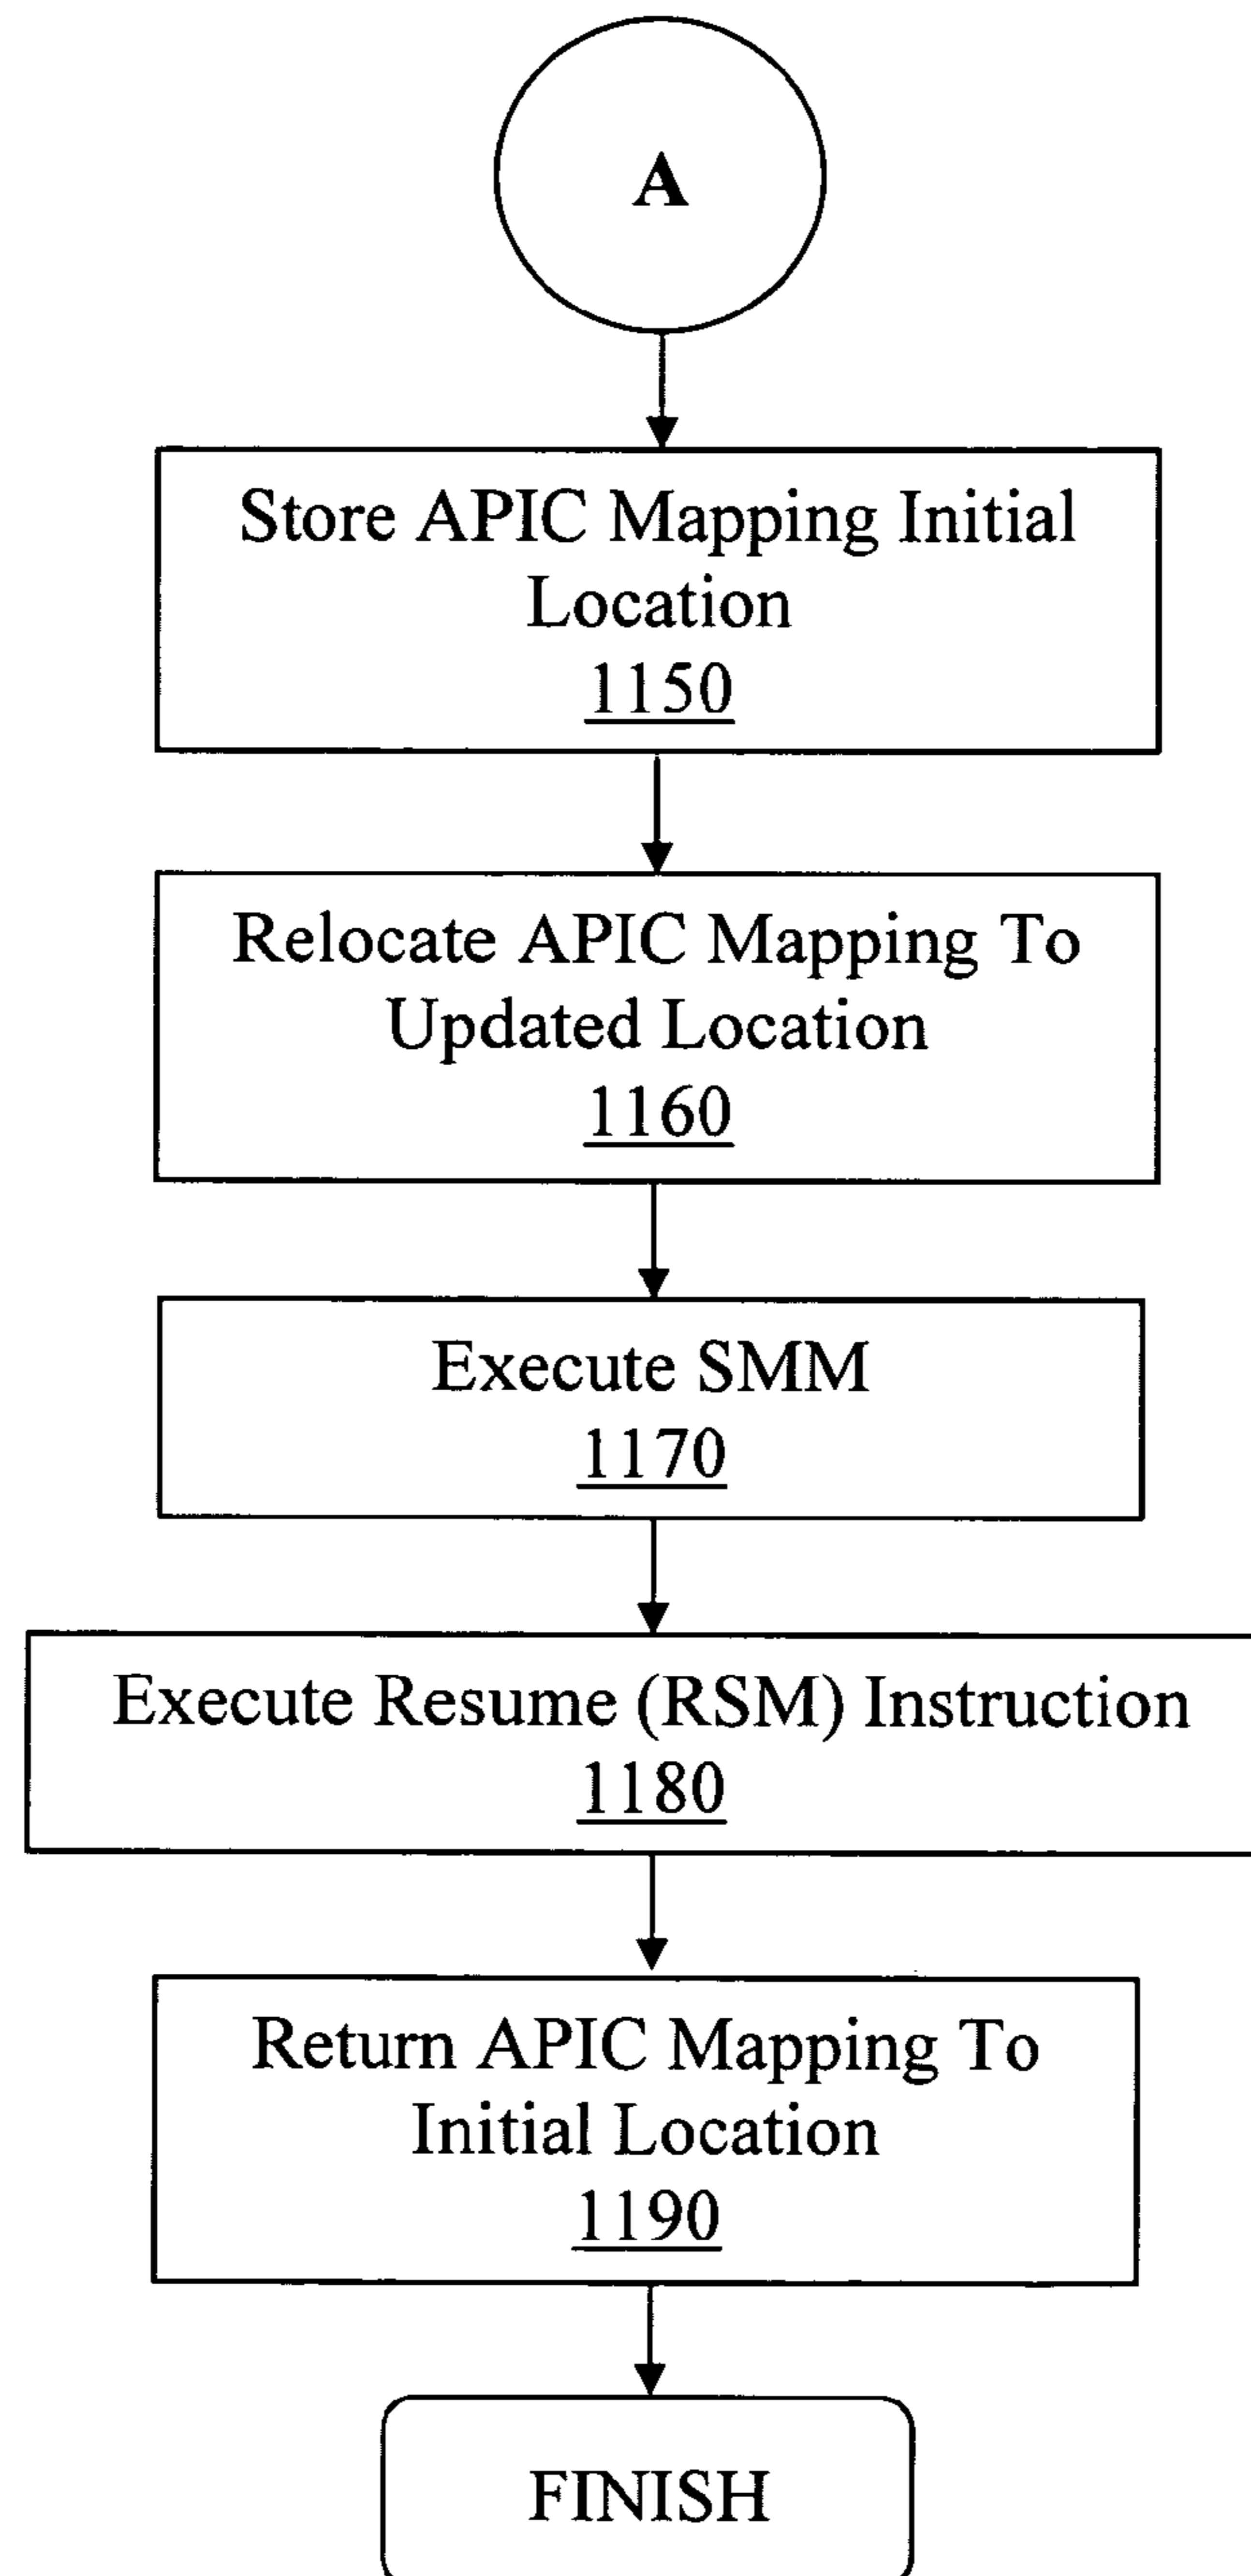 A
Store APIC Mapping Initial
Location
1150
Relocate APIC Mapping To
Updated Location
1160
Execute SMM
1170
Execute Resume (RSM) Instruction
1180
Return APIC Mapping To
Initial Location
1190
FINISH